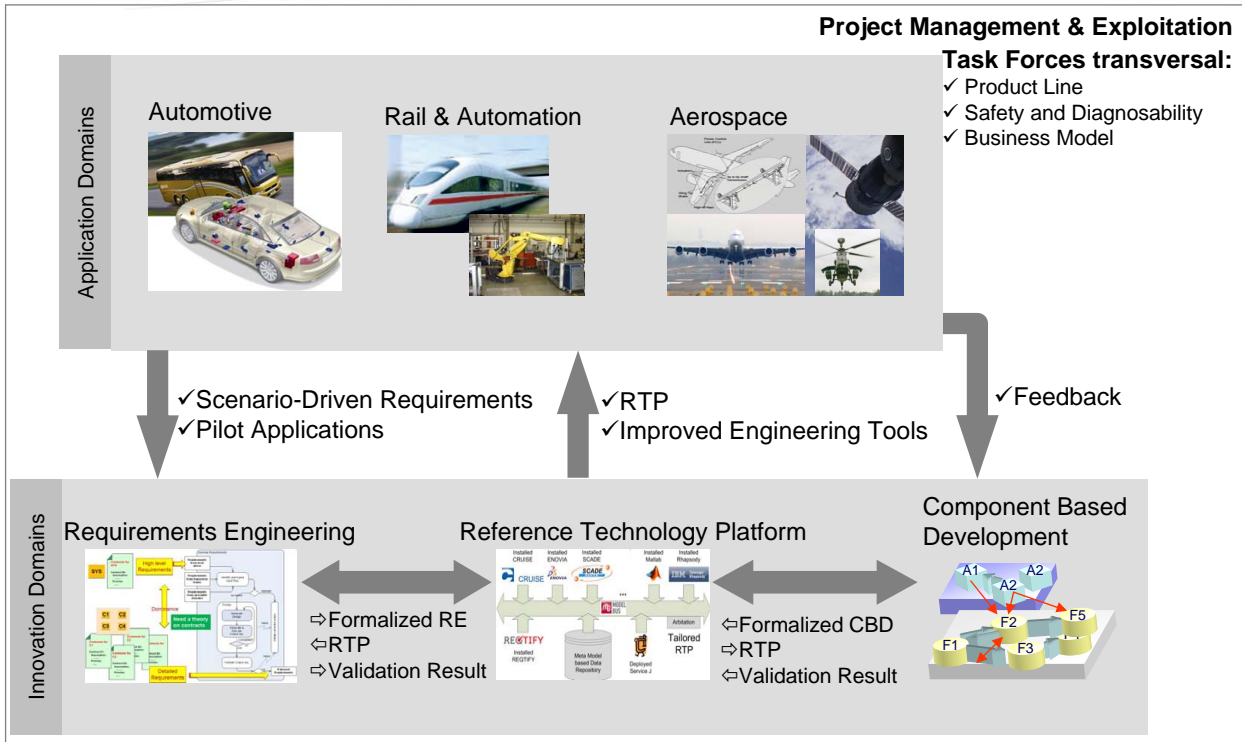 Project Management & Exploitation
Task Forces transversal:
✓ Product Line
✓ Safety and Diagnosability
✓ Business Model
Application Domains
Automotive
Rail & Automation
Aerospace
✓Scenario-Driven Requirements
✓Pilot Applications
✓RTP
✓Improved Engineering Tools
✓Feedback
Innovation Domains
Requirements Engineering
Reference Technology Platform
Component Based
Development
SYS
High level
Requirements
Dominance
C1 C2
C3 C4
Need a theory
on contracts
Detailed
Requirements
⇨Formalized RE
⇦RTP
⇨Validation Result
Installed
CRUISE
Installed
ENOVIA
Installed
SCADE
Installed
Matlab
Installed
Rhapsody
CRUISE
ENOVIA
SCADE
IBM
...
MODEL
BUS
Arbitation
REQTIFY
Installed
REQTIFY
Meta Model
based Data
Repository
Deployed
Service J
Tailored
RTP
⇦Formalized CBD
⇨RTP
⇦Validation Result
A1
A2
A2
F1
F2
F3
F5